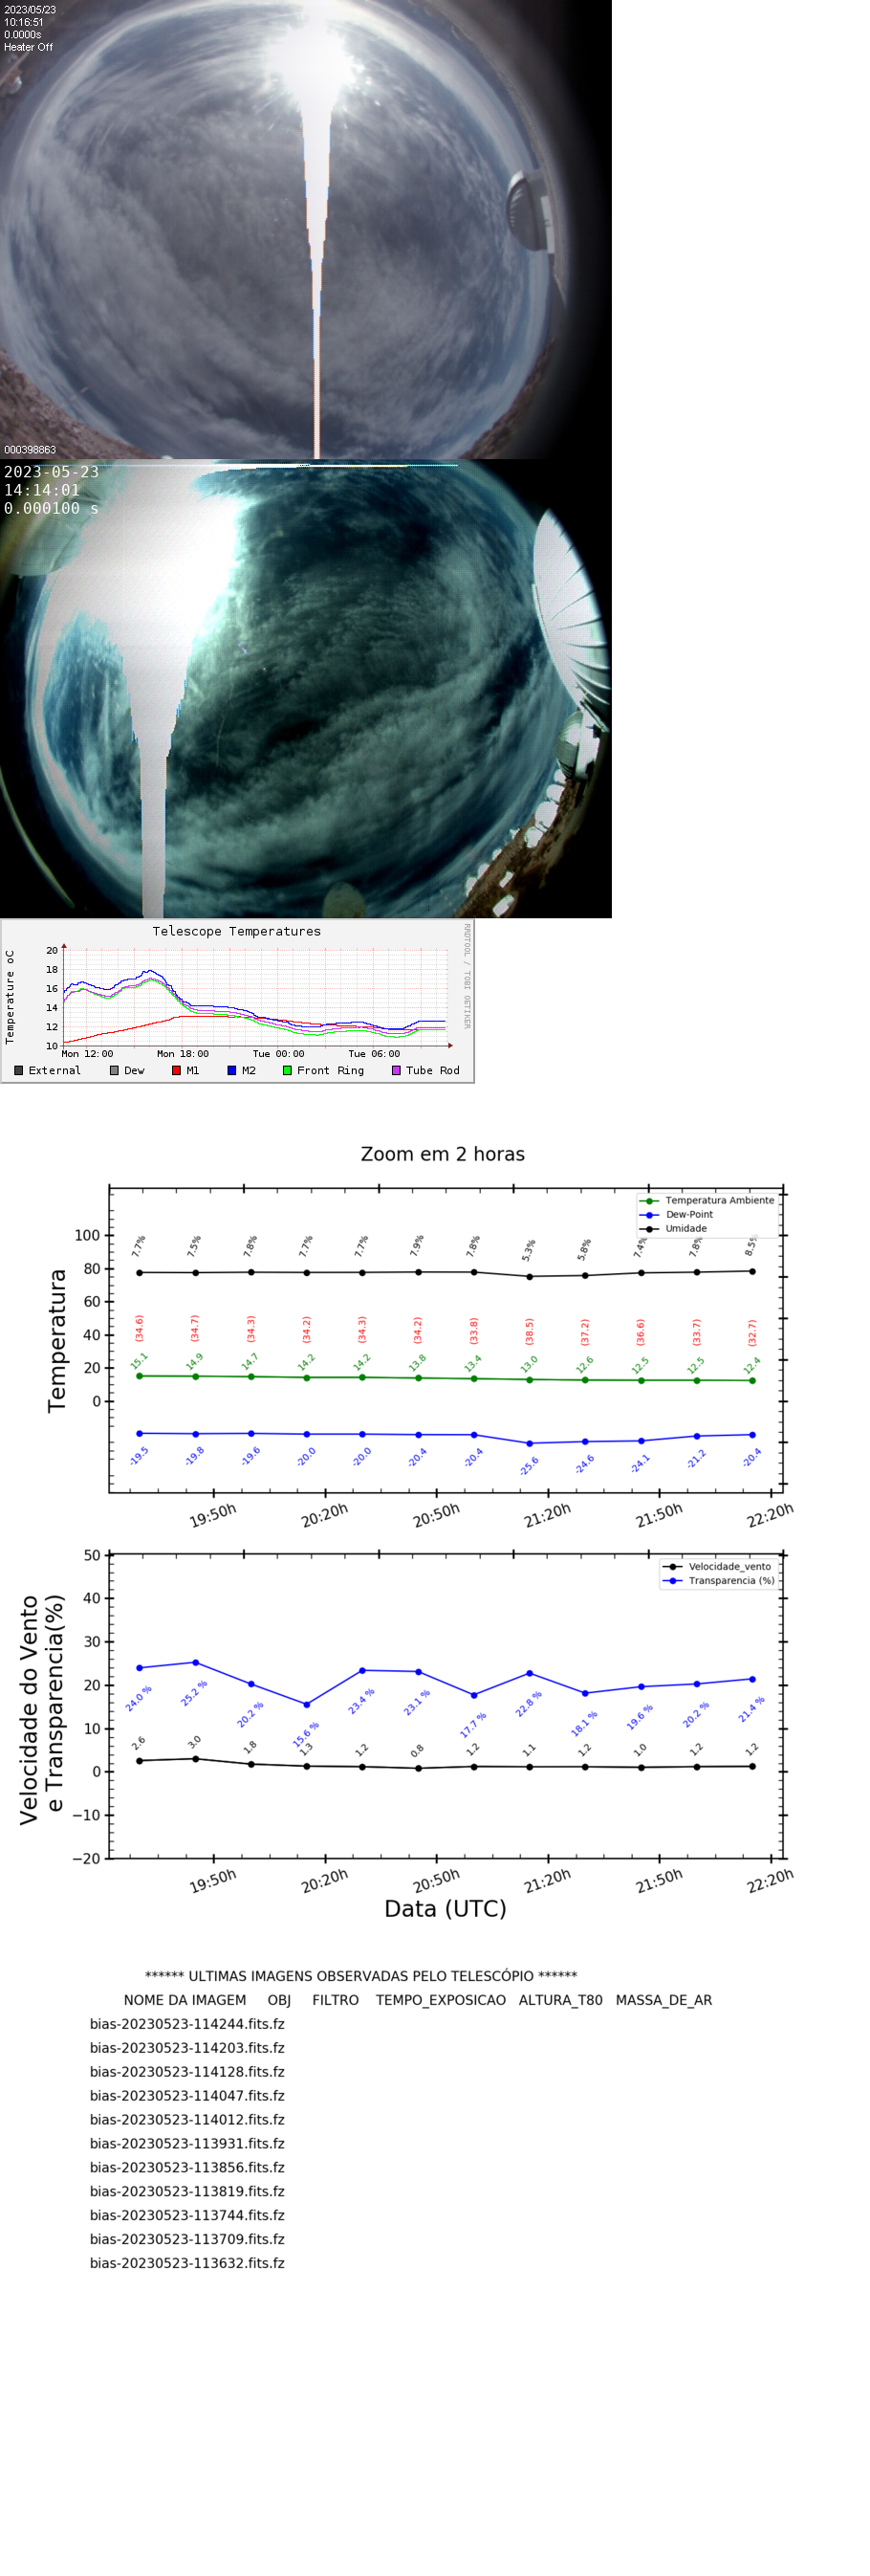 2023/05/23
10:16:51
0.0000s
Heater Off
000398863
2023-05-23
14:14:01
0.000100 s
Telescope Temperatures
RRDTOOL / TOBI OETIKER
Temperature oC
20
18
16
14
12
10
Mon 12:00 Mon 18:00 Tue 00:00 Tue 06:00
External Dew M1 M2 Front Ring Tube Rod
Zoom em 2 horas
Temperatura Ambiente
Dew-Point
Umidade
Temperatura
100
80
60
40
20
0
7.7% 7.5% 7.8% 7.7% 7.7% 7.9% 7.8% 5.3% 5.8% 7.4% 7.8% 8.5%
(34.6) (34.7) (34.3) (34.2) (34.3) (34.2) (33.8) (38.5) (37.2) (36.6) (33.7) (32.7)
15.1 14.9 14.7 14.2 14.2 13.8 13.4 13.0 12.6 12.5 12.5 12.4
-19.5 -19.8 -19.6 -20.0 -20.0 -20.4 -20.4 -25.6 -24.6 -24.1 -21.2 -20.4
19:50h 20:20h 20:50h 21:20h 21:50h 22:20h
Velocidade_vento
Transparencia (%)
Velocidade do Vento
e Transparencia(%)
50
40
30
20
10
0
−10
−20
24.0 % 25.2 % 20.2 % 15.6 % 23.4 % 23.1 % 17.7 % 22.8 % 18.1 % 19.6 % 20.2 % 21.4 %
2.6 3.0 1.8 1.3 1.2 0.8 1.2 1.1 1.2 1.0 1.2 1.2
19:50h 20:20h 20:50h 21:20h 21:50h 22:20h
Data (UTC)
****** ULTIMAS IMAGENS OBSERVADAS PELO TELESCÓPIO ******
NOME DA IMAGEM OBJ FILTRO TEMPO_EXPOSICAO ALTURA_T80 MASSA_DE_AR
bias-20230523-114244.fits.fz
bias-20230523-114203.fits.fz
bias-20230523-114128.fits.fz
bias-20230523-114047.fits.fz
bias-20230523-114012.fits.fz
bias-20230523-113931.fits.fz
bias-20230523-113856.fits.fz
bias-20230523-113819.fits.fz
bias-20230523-113744.fits.fz
bias-20230523-113709.fits.fz
bias-20230523-113632.fits.fz